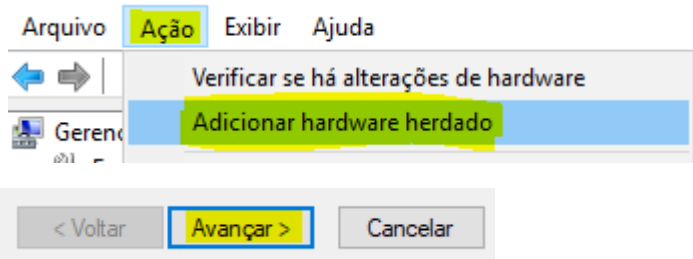 Arquivo Ação Exibir Ajuda
Verificar se há alterações de hardware
Adicionar hardware herdado
< Voltar Avançar > Cancelar